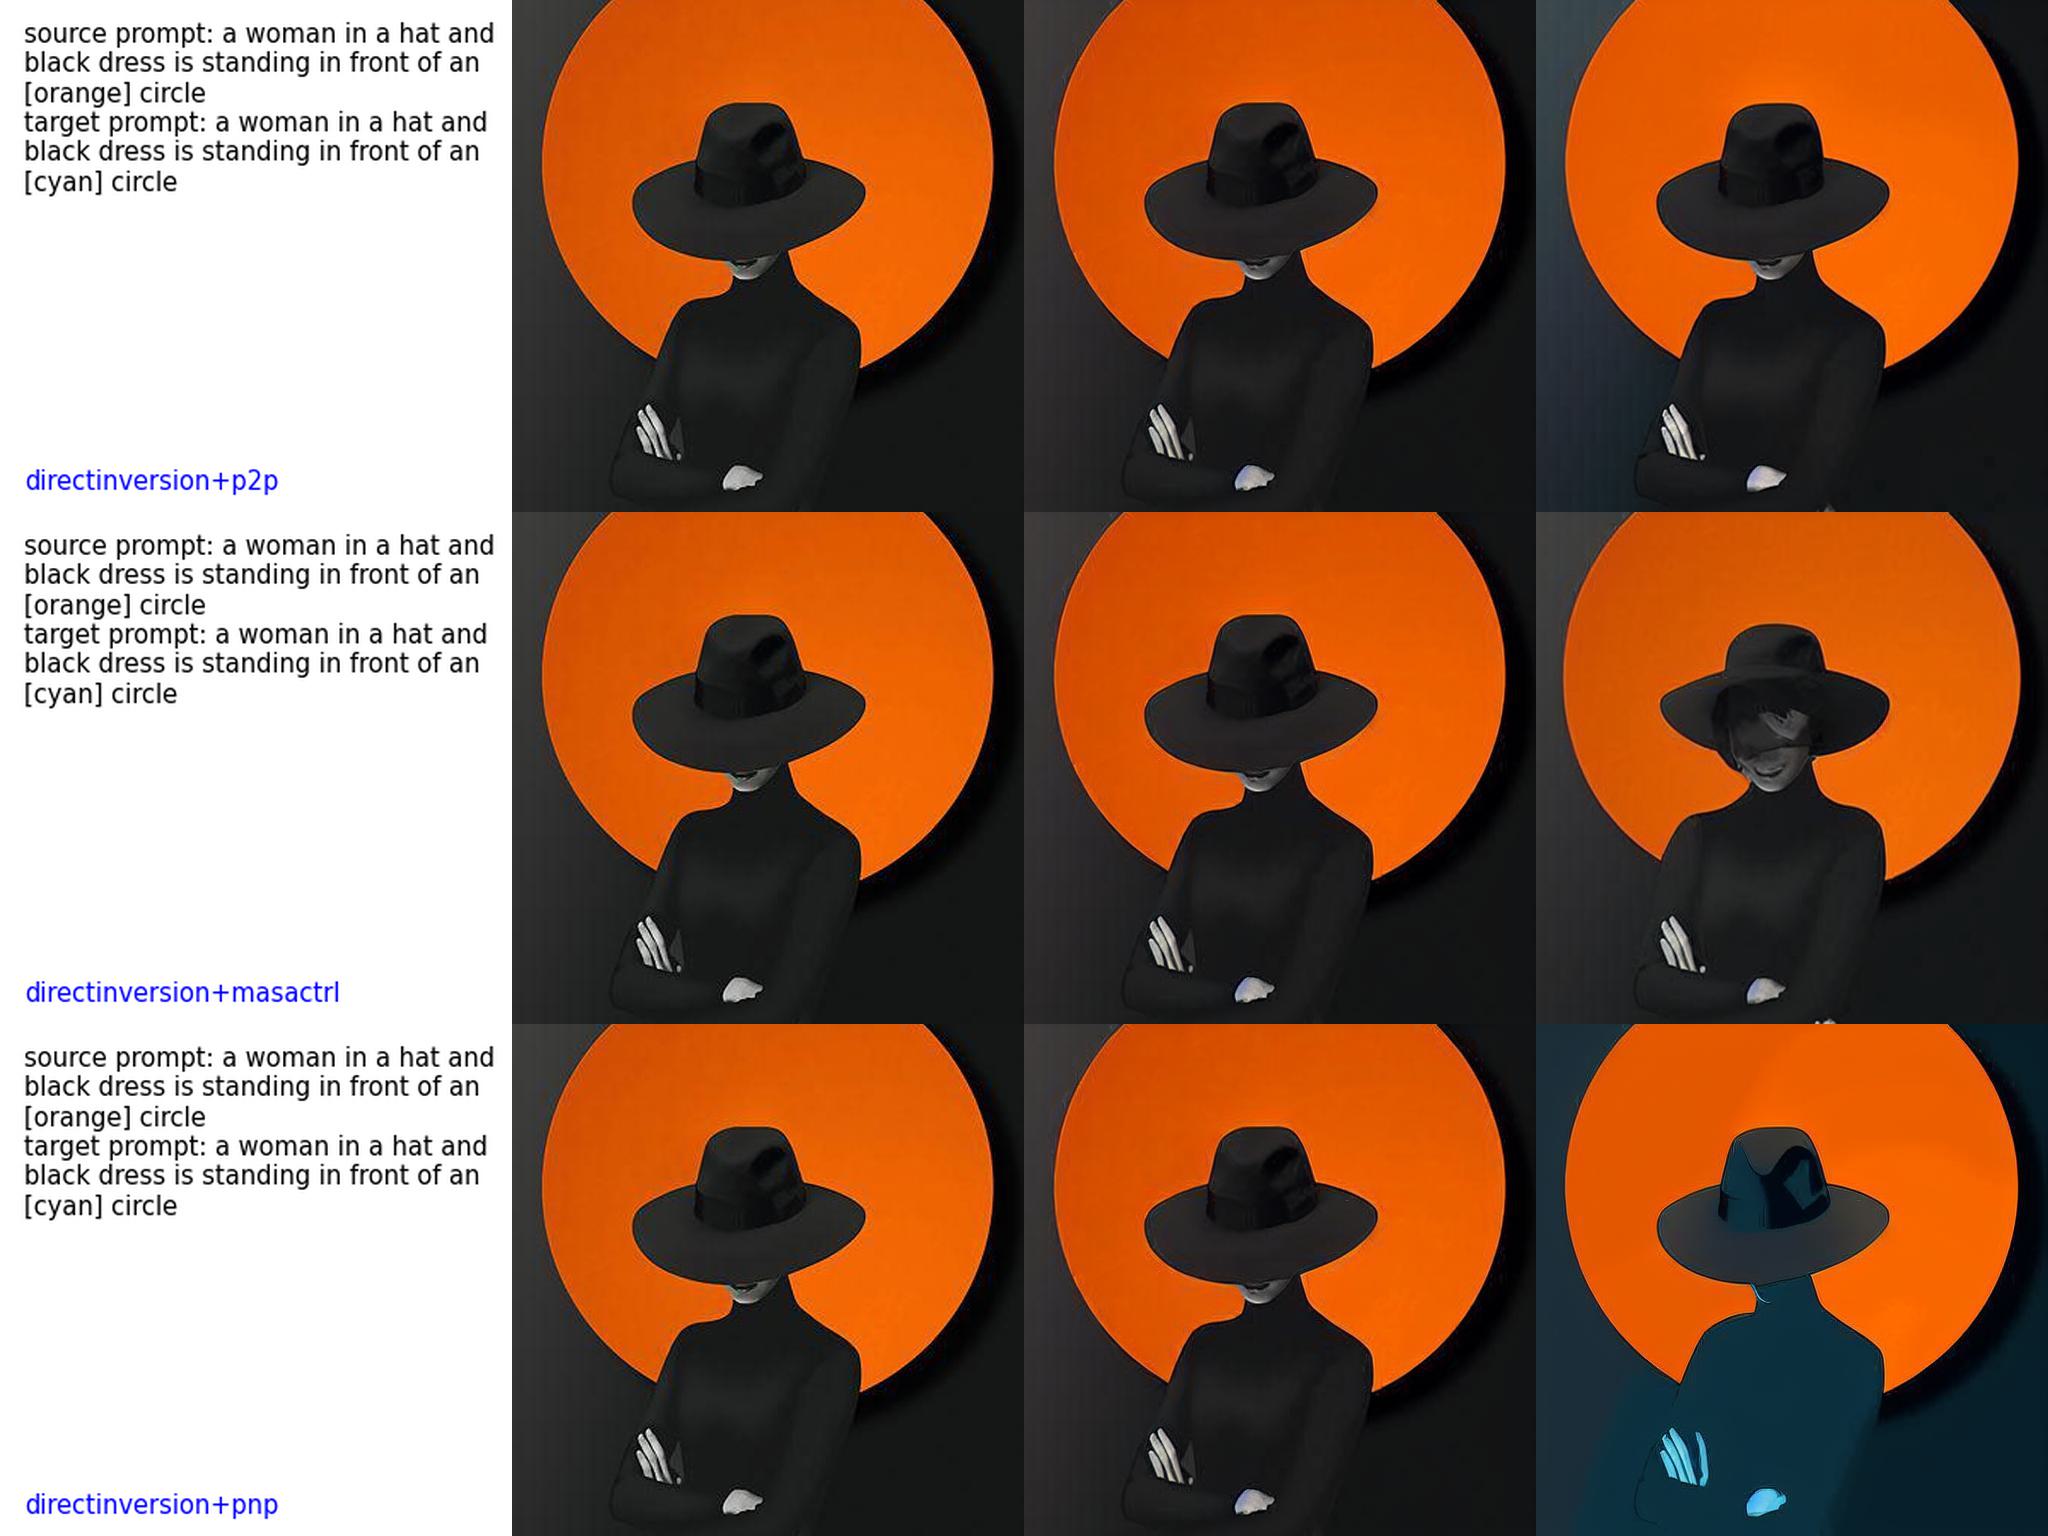 source prompt: a woman in a hat and
black dress is standing in front of an
[orange] circle
target prompt: a woman in a hat and
black dress is standing in front of an
[cyan] circle
directinversion+p2p
source prompt: a woman in a hat and
black dress is standing in front of an
[orange] circle
target prompt: a woman in a hat and
black dress is standing in front of an
[cyan] circle
directinversion+masactrl
source prompt: a woman in a hat and
black dress is standing in front of an
[orange] circle
target prompt: a woman in a hat and
black dress is standing in front of an
[cyan] circle
directinversion+pnp